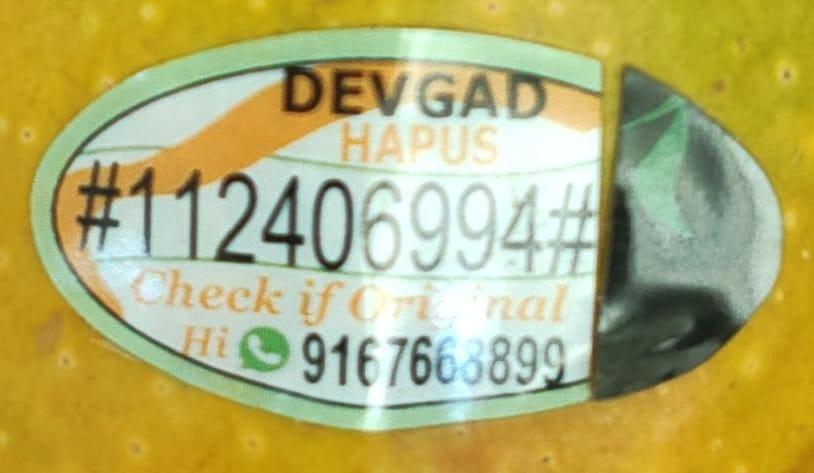 DEVGAD
HAPUS
#112406994#
Check if Original
Hi 9167668899